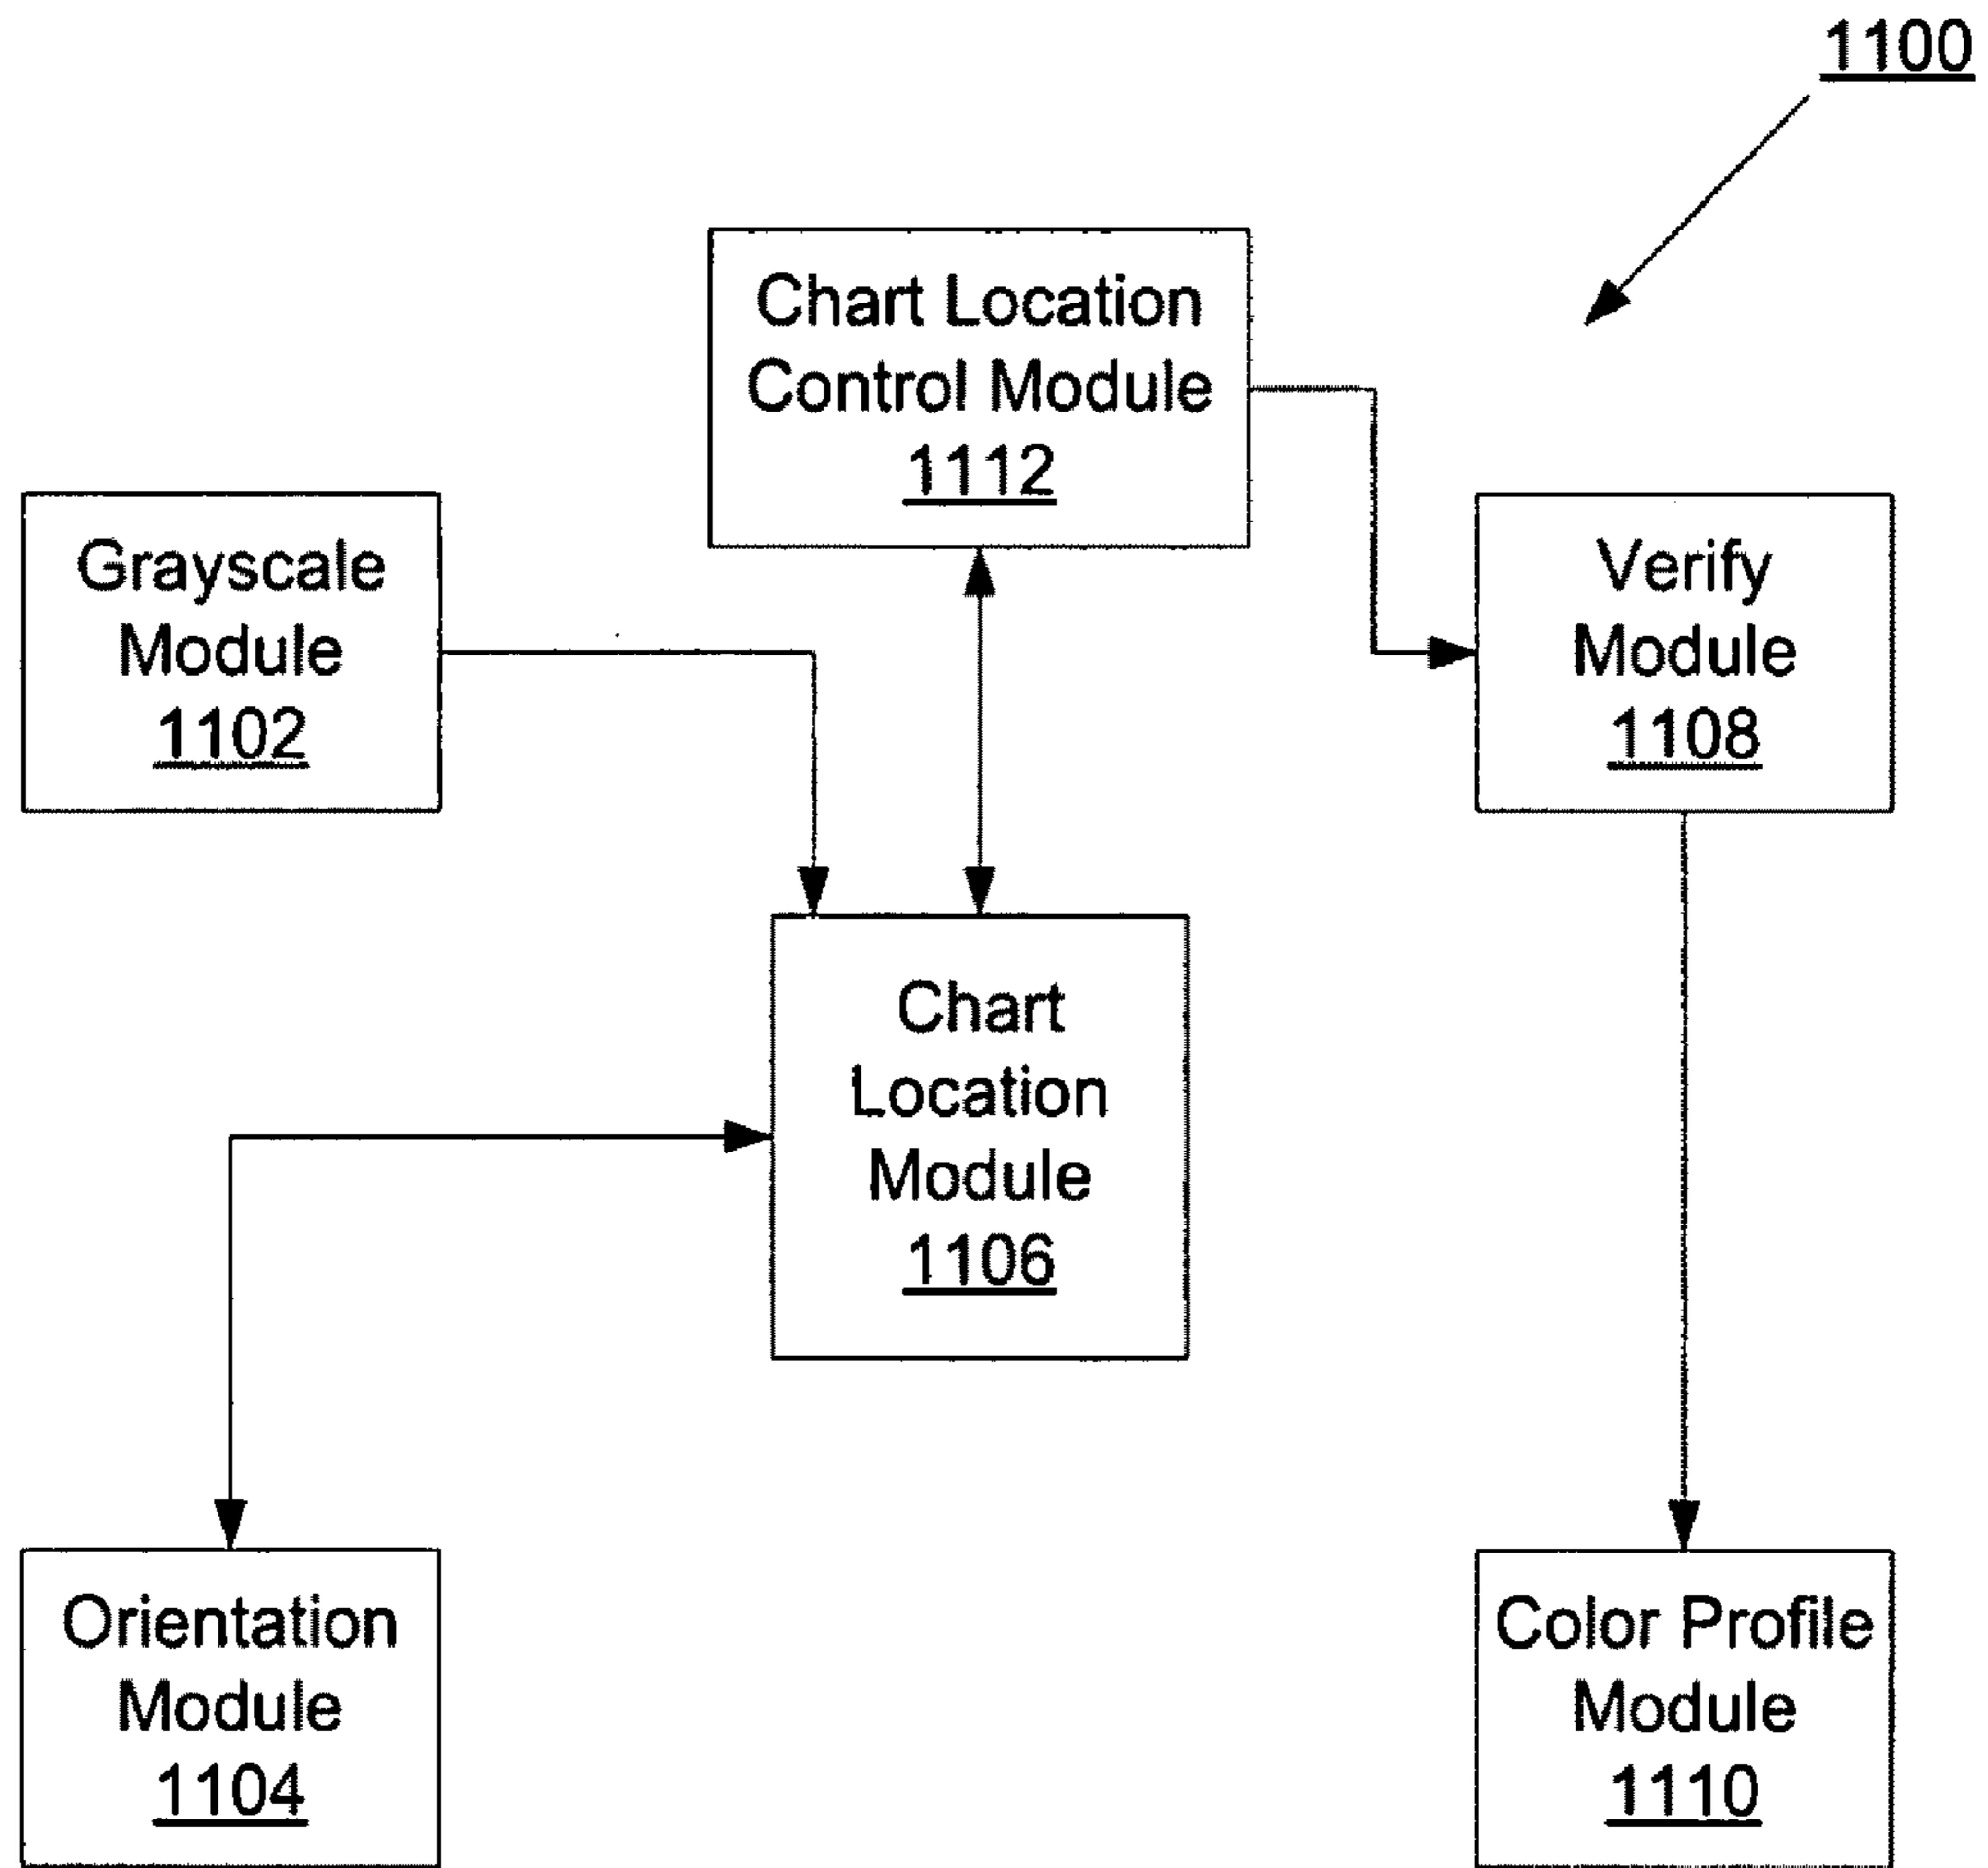 1100
Chart Location
Control Module
1112
Grayscale
Module
1102
Verify
Module
1108
Chart
Location
Module
1106
Orientation
Module
1104
Color Profile
Module
1110